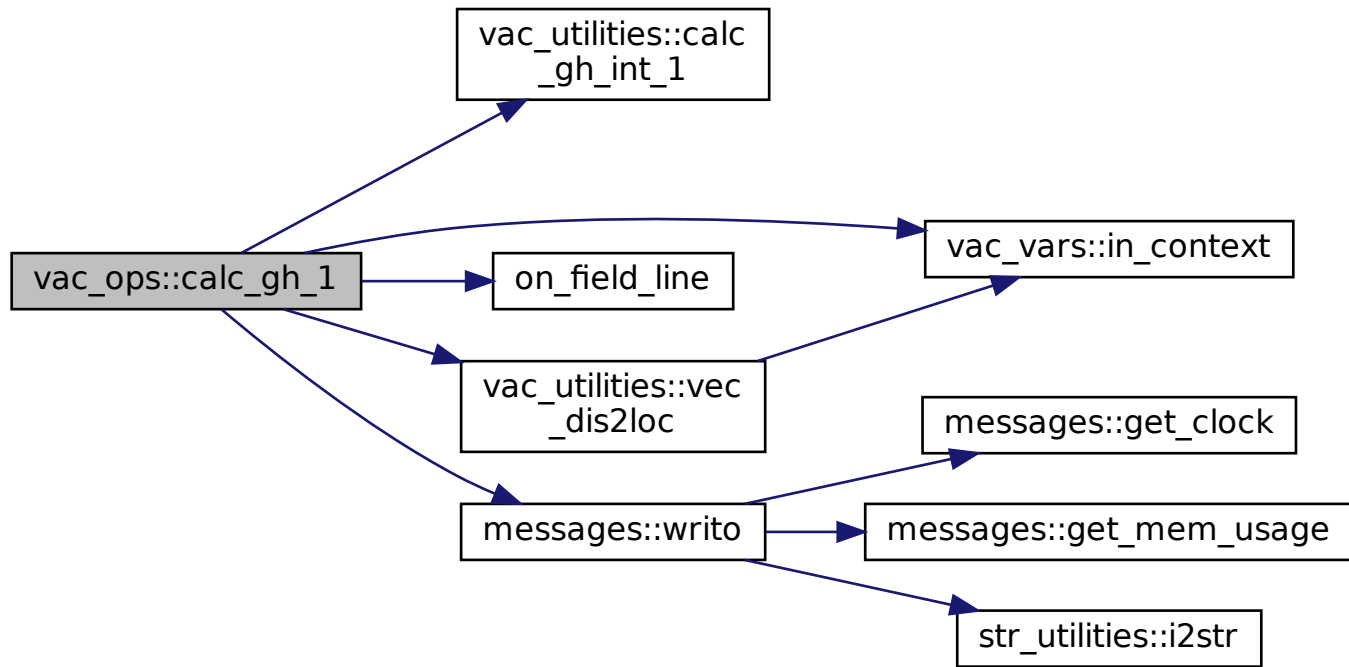 vac_utilities::calc
_gh_int_1
vac_vars::in_context
vac_ops::calc_gh_1
on_field_line
vac_utilities::vec
_dis2loc
messages::get_clock
messages::writo
messages::get_mem_usage
str_utilities::i2str